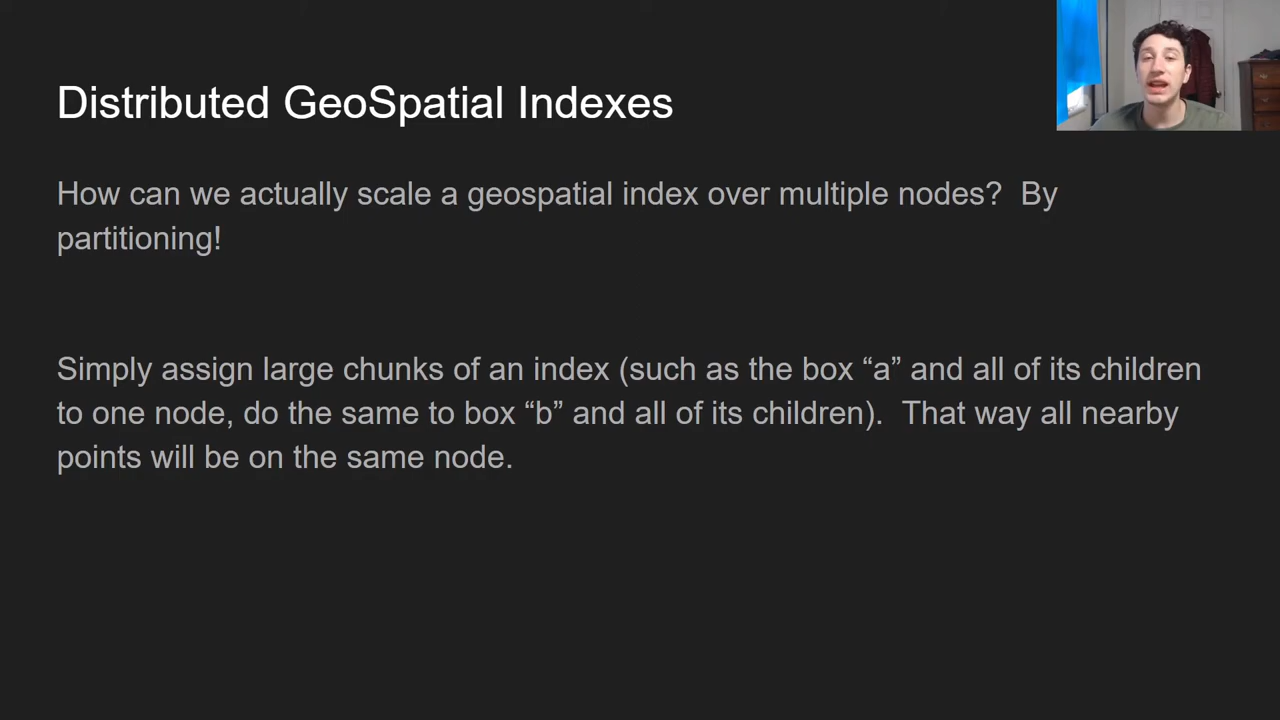 Distributed GeoSpatial Indexes
How can we actually scale a geospatial index over multiple nodes?  By
partitioning!
Simply assign large chunks of an index (such as the box “a” and all of its children
to one node, do the same to box “b” and all of its children).  That way all nearby
points will be on the same node.